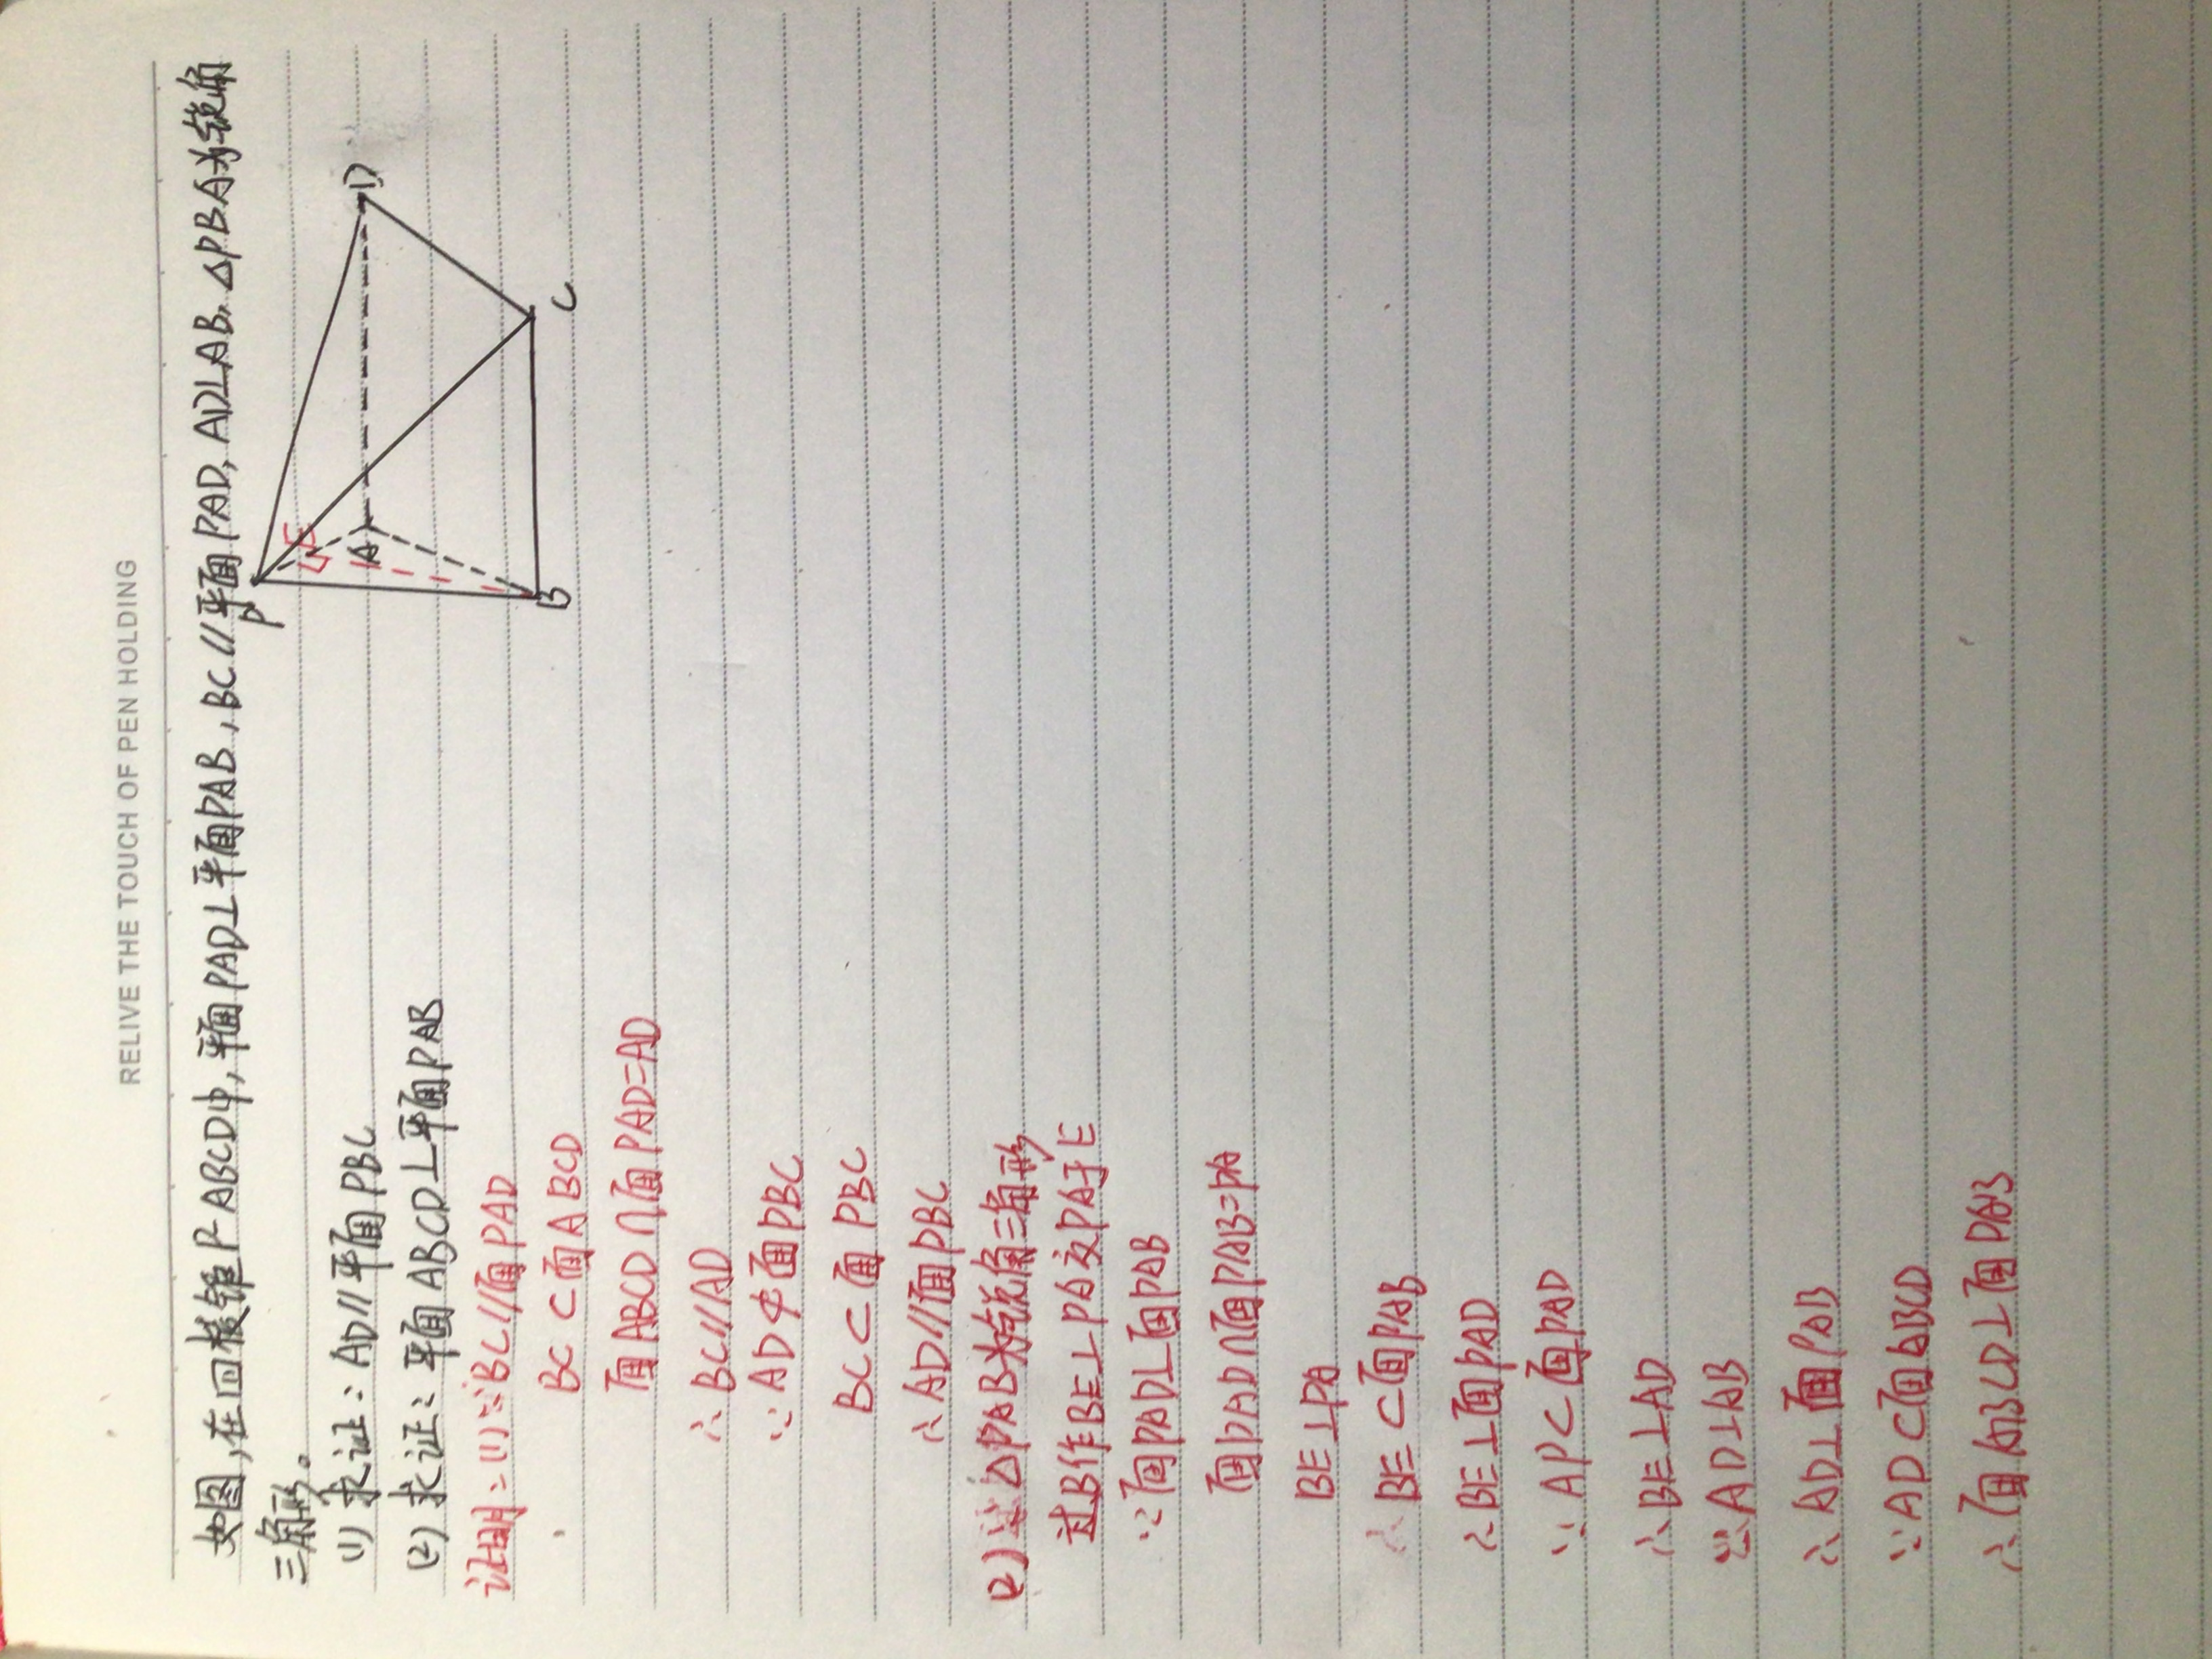 RELIVE THE TOUCH OF PEN HOLDING
如图,在四棱锥P-ABCD中,平面PAD⊥平面PAB,BC//平面PAD,AD⊥AB,△PBA为锐角
三角形。
(1) 求证:AD//平面PBC
(2) 求证:平面ABCD⊥平面PAB
P
E
A
D
B
C
证明:(1)∵BC//面PAD
BC⊂面ABCD
面ABCD∩面PAD=AD
∴BC//AD
∵AD⊄面PBC
BC⊂面PBC
∴AD//面PBC
(2)∵△PAB为锐角三角形
过B作BE⊥PA交PA于E
∵面PAD⊥面PAB
面PAD∩面PAB=PA
BE⊥PA
BE⊂面PAB
∴BE⊥面PAD
∵AP⊂面PAD
∴BE⊥AD
∵AD⊥AB
∴AD⊥面PAB
∵AD⊂面ABCD
∴面ABCD⊥面PAB